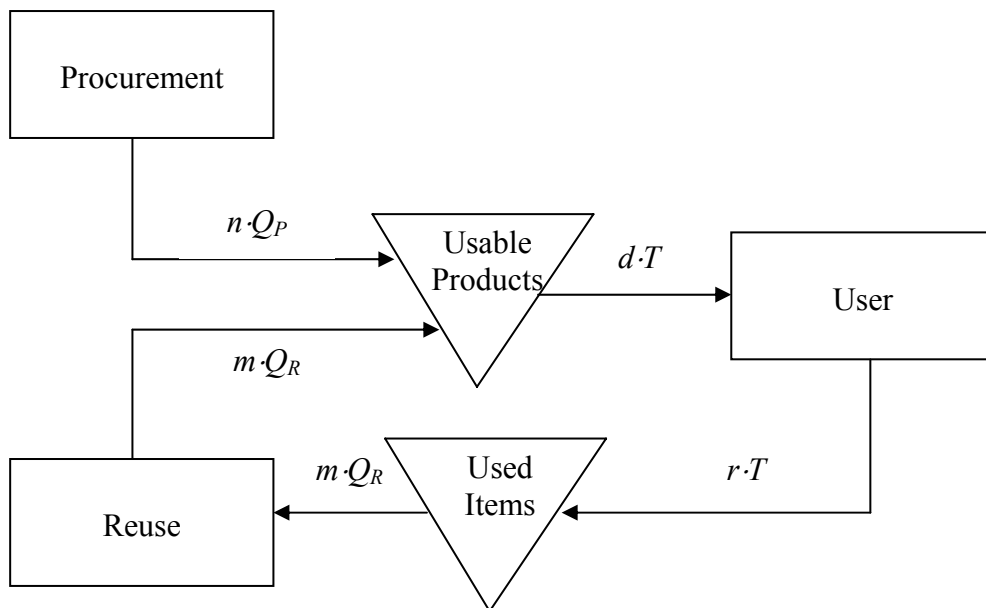 Procurement
n·Q_P
Usable
Products
d·T
User
m·Q_R
Used
Items
m·Q_R
r·T
Reuse